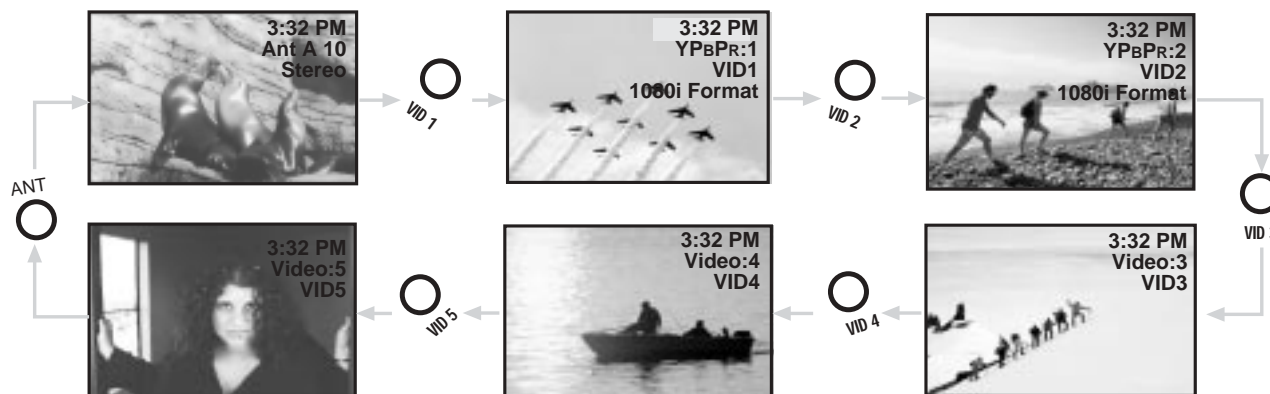 3:32 PM
Ant A 10
Stereo
VID 1
3:32 PM
YPBPR:1
VID1
1080i Format
VID 2
3:32 PM
YPBPR:2
VID2
1080i Format
ANT
VID
3:32 PM
Video:5
VID5
VID 5
3:32 PM
Video:4
VID4
VID 4
3:32 PM
Video:3
VID3